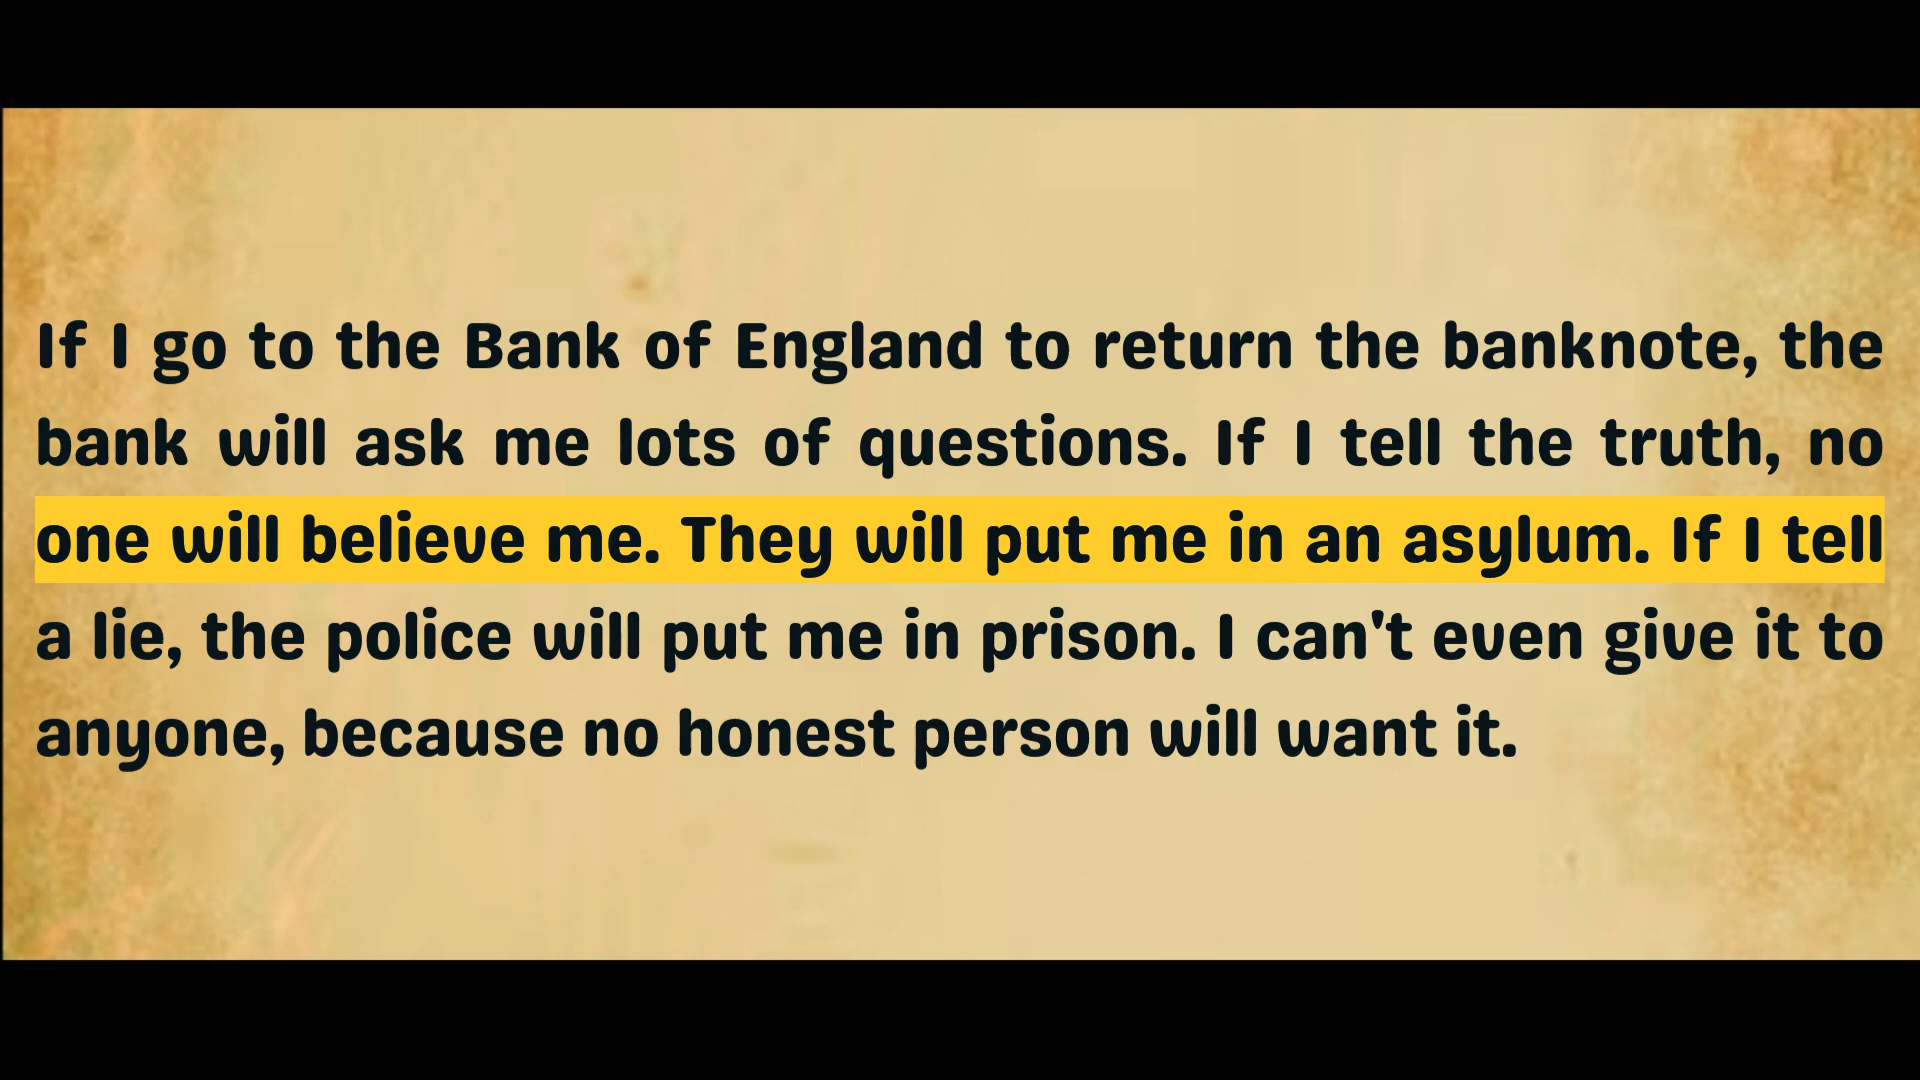 If I go to the Bank of England to return the banknote, the
bank will ask me lots of questions. If I tell the truth, no
one will believe me. They will put me in an asylum. If I tell
a lie, the police will put me in prison. I can't even give it to
anyone, because no honest person will want it.